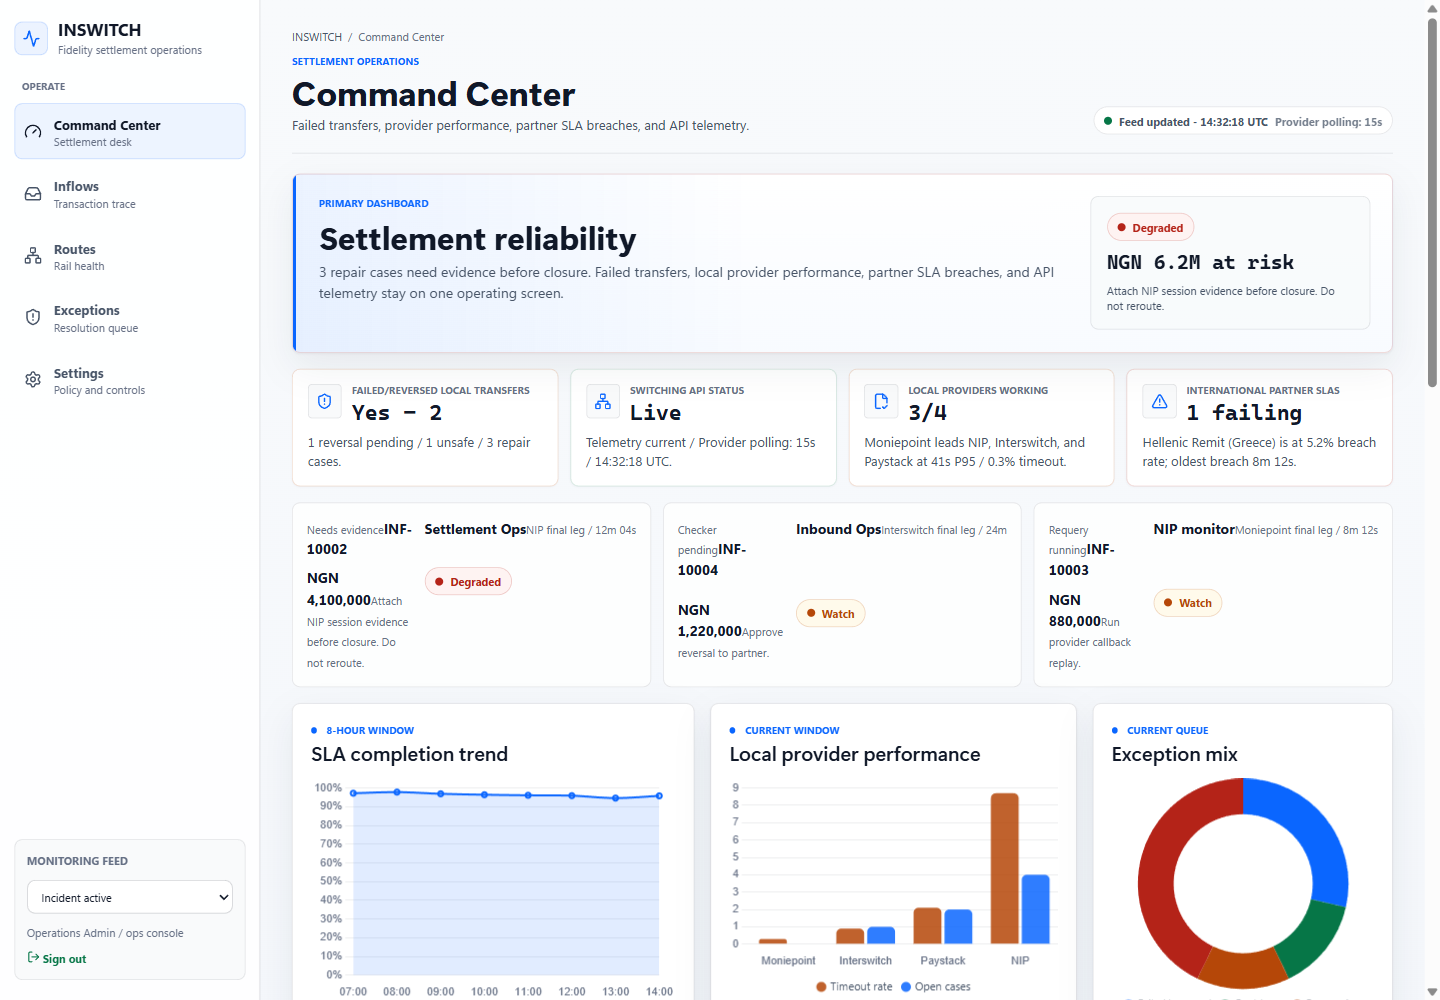 INSWITCH
Fidelity settlement operations
OPERATE
Command Center
Settlement desk
Inflows
Transaction trace
Routes
Rail health
Exceptions
Resolution queue
Settings
Policy and controls
MONITORING FEED
Incident active
Operations Admin / ops console
Sign out
INSWITCH / Command Center
SETTLEMENT OPERATIONS
Command Center
Failed transfers, provider performance, partner SLA breaches, and API telemetry.
Feed updated - 14:32:18 UTC Provider polling: 15s
PRIMARY DASHBOARD
Settlement reliability
3 repair cases need evidence before closure. Failed transfers, local provider performance, partner SLA breaches, and API
telemetry stay on one operating screen.
Degraded
NGN 6.2M at risk
Attach NIP session evidence before closure. Do
not reroute.
FAILED/REVERSED LOCAL TRANSFERS
Yes - 2
1 reversal pending / 1 unsafe / 3 repair
cases.
SWITCHING API STATUS
Live
Telemetry current / Provider polling: 15s
/ 14:32:18 UTC.
LOCAL PROVIDERS WORKING
3/4
Moniepoint leads NIP, Interswitch, and
Paystack at 41s P95 / 0.3% timeout.
INTERNATIONAL PARTNER SLAS
1 failing
Hellenic Remit (Greece) is at 5.2% breach
rate; oldest breach 8m 12s.
Needs evidenceINF-
10002
Settlement OpsNIP final leg / 12m 04s
NGN
4,100,000Attach
NIP session evidence
before closure. Do
not reroute.
Degraded
Checker
pendingINF-
10004
Inbound OpsInterswitch final leg / 24m
NGN
1,220,000Approve
reversal to partner.
Watch
Requery
runningINF-
10003
NIP monitorMoniepoint final leg / 8m 12s
NGN
880,000Run
provider callback
replay.
Watch
8-HOUR WINDOW
SLA completion trend
100%
90%
80%
70%
60%
50%
40%
30%
20%
10%
0%
07:00 08:00 09:00 10:00 11:00 12:00 13:00 14:00
CURRENT WINDOW
Local provider performance
9
8
7
6
5
4
3
2
1
0
Moniepoint Interswitch Paystack NIP
Timeout rate Open cases
CURRENT QUEUE
Exception mix